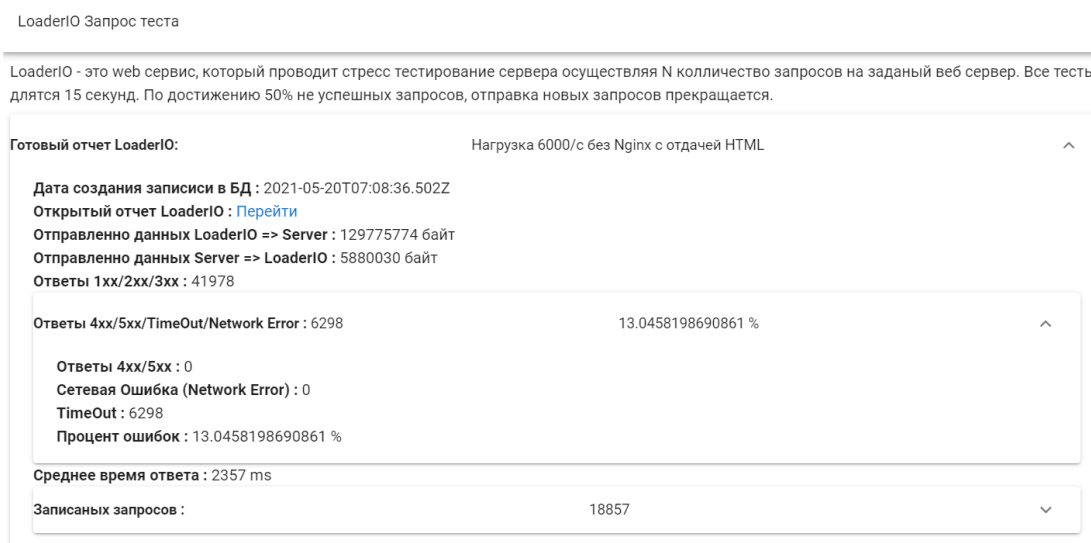 LoaderIO Запрос теста
LoaderIO - это web сервис, который проводит стресс тестирование сервера осуществляя N колличество запросов на заданый веб сервер. Все тесты
длятся 15 секунд. По достижению 50% не успешных запросов, отправка новых запросов прекращается.
Готовый отчет LoaderIO: Нагрузка 6000/с без Nginx с отдачей HTML
Дата создания записиси в БД : 2021-05-20T07:08:36.502Z
Открытый отчет LoaderIO : Перейти
Отправленно данных LoaderIO => Server : 129775774 байт
Отправленно данных Server => LoaderIO : 5880030 байт
Ответы 1xx/2xx/3xx : 41978
Ответы 4xx/5xx/TimeOut/Network Error : 6298 13.0458198690861 %
Ответы 4xx/5xx : 0
Сетевая Ошибка (Network Error) : 0
TimeOut : 6298
Процент ошибок : 13.0458198690861 %
Среднее время ответа : 2357 ms
Записаных запросов : 18857